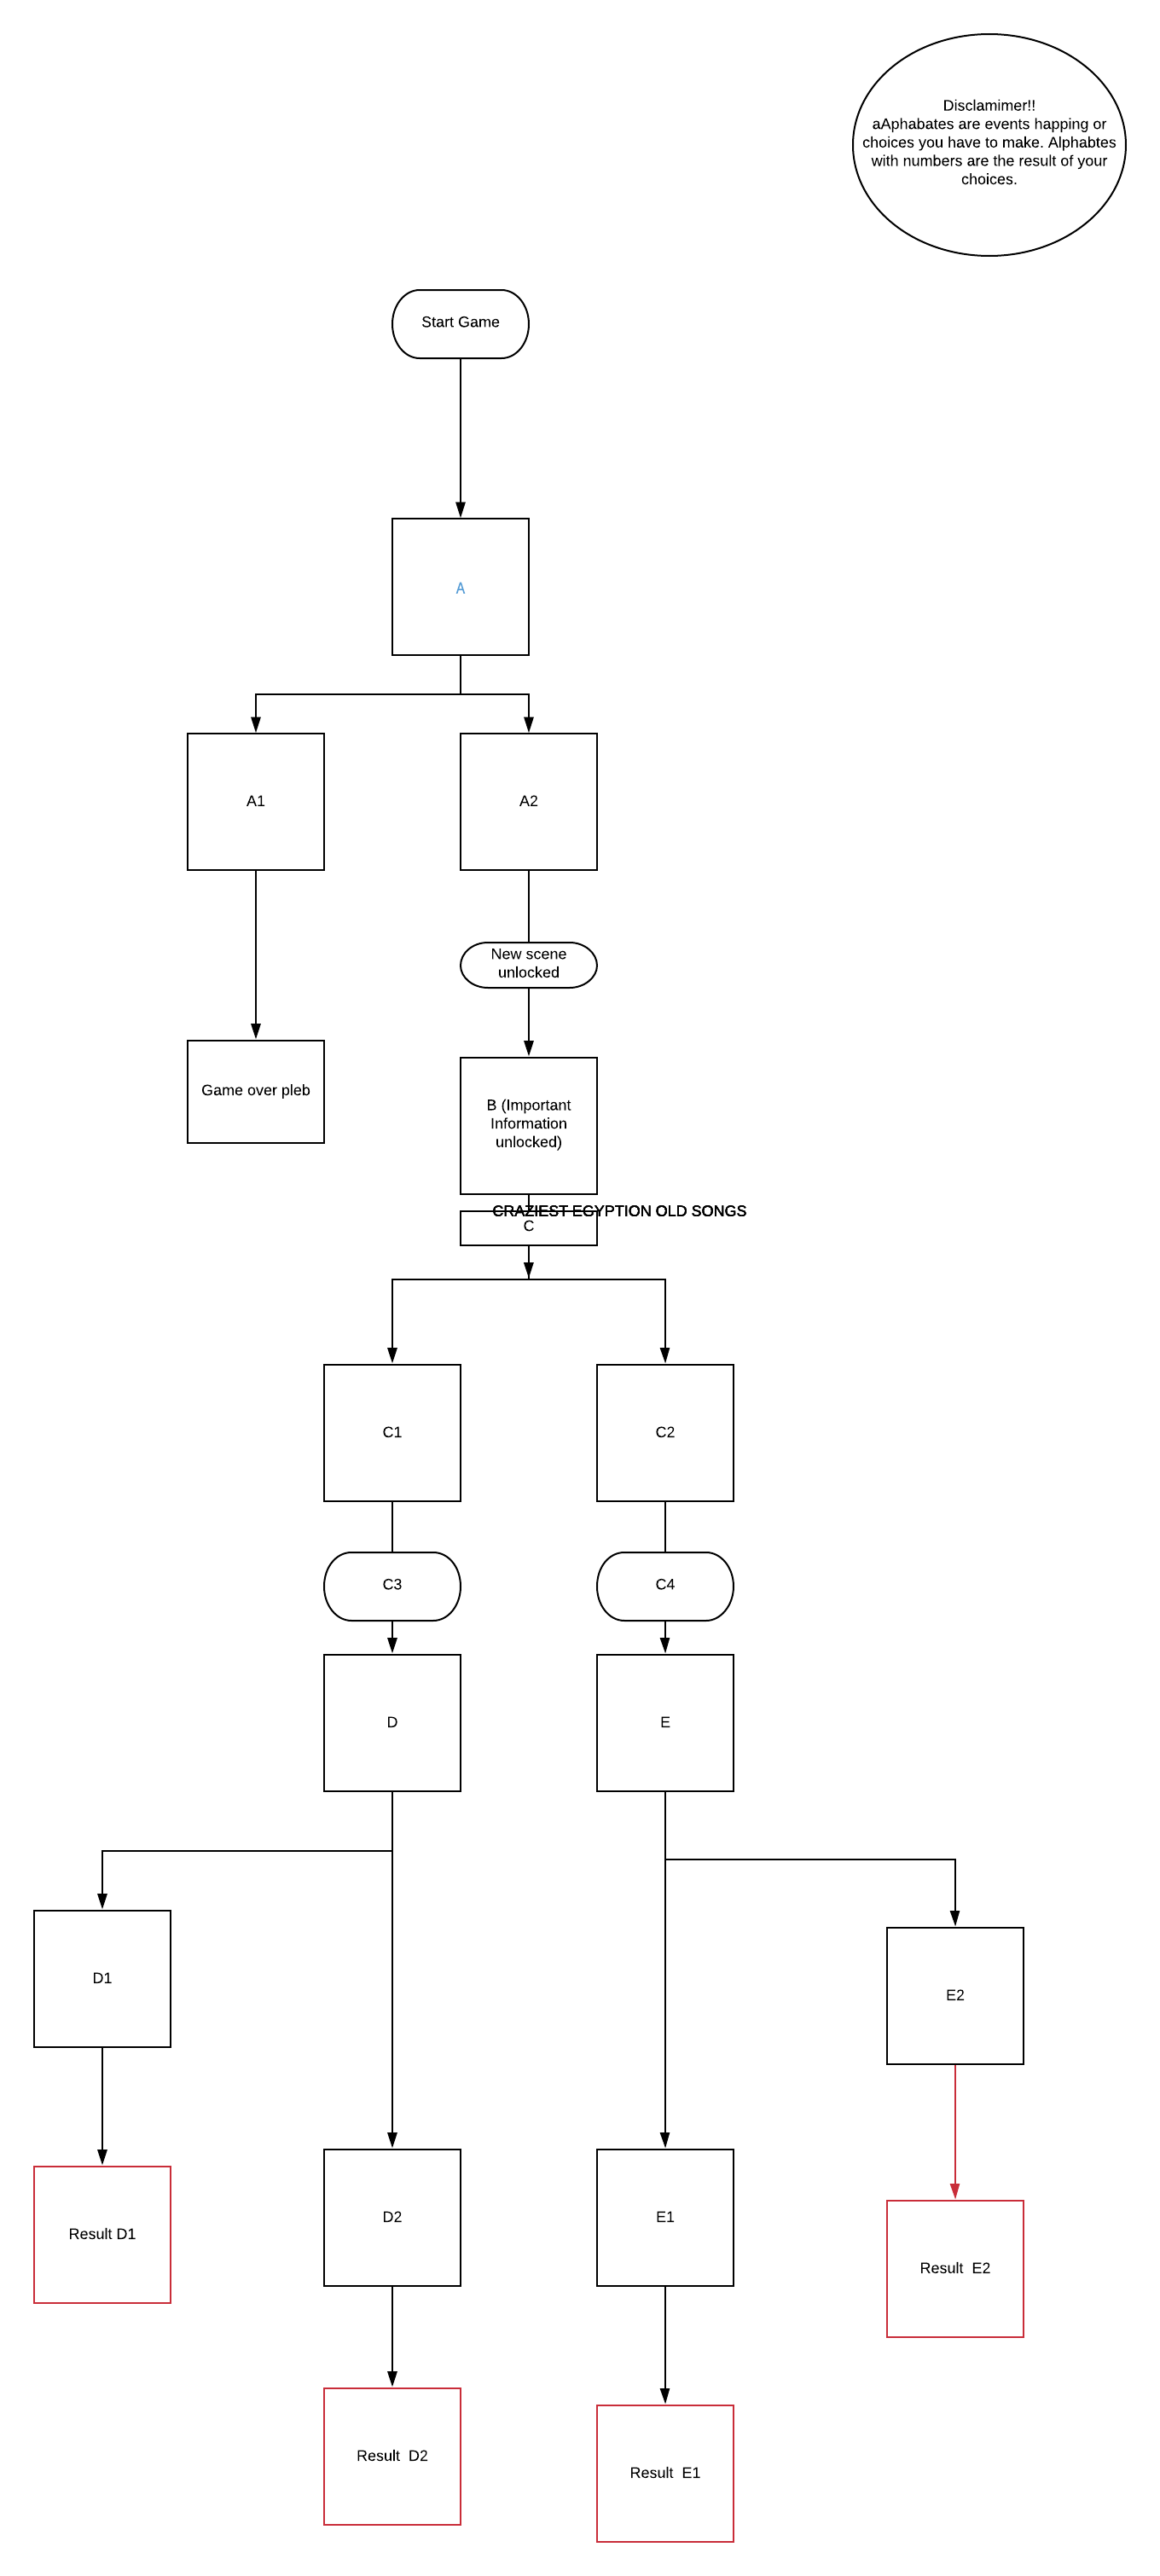 Disclamimer!!
aAphabates are events happing or
choices you have to make. Alphabtes
with numbers are the result of your
choices.
Start Game
A
A1
A2
New scene
unlocked
Game over pleb
B (Important
Information
unlocked)
CRAZIEST EGYPTION OLD SONGS
C
C1
C2
C3
C4
D
E
D1
E2
D2
E1
Result D1
Result  E2
Result  D2
Result  E1